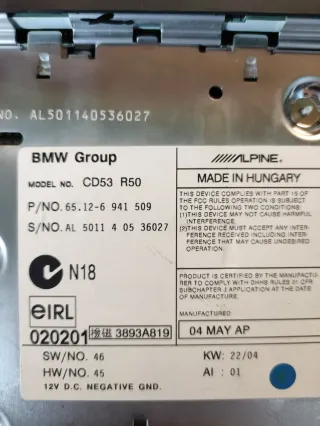 NO. AL501140536027
BMW Group
ALPINE
MODEL NO. CD53 R50
MADE IN HUNGARY
P/NO.65.12-6 941 509
S/NO. AL 5011 4 05 36027
THIS DEVICE COMPLIES WITH PART 15 OF
THE FCC RULES OPERATION IS SUBJECT
TO THE FOLLOWING TWO CONDITIONS:
(1)THIS DEVICE MAY NOT CAUSE HARMFUL
INTERFERENCE.
(2)THIS DEVICE MUST ACCEPT ANY INTER-
FERENCE RECEIVED INCLUDING INTER-
FERENCE THAT MAY CAUSE UNDESIRED
OPERATION.
N18
PRODUCT IS CERTIFIED BY THE MANUFACTU-
RER TO COMPLY WITH DHHS RULES 21 CFR
SUBCHAPTER J APPLICABLE AT THE DATE
OF MANUFACTURE.
MANUFACTURED:
eIRL
020201
検磁 3893A819
04 MAY AP
SW/NO. 46
KW: 22/04
HW/NO. 45
AI : 01
12V D.C. NEGATIVE GND.